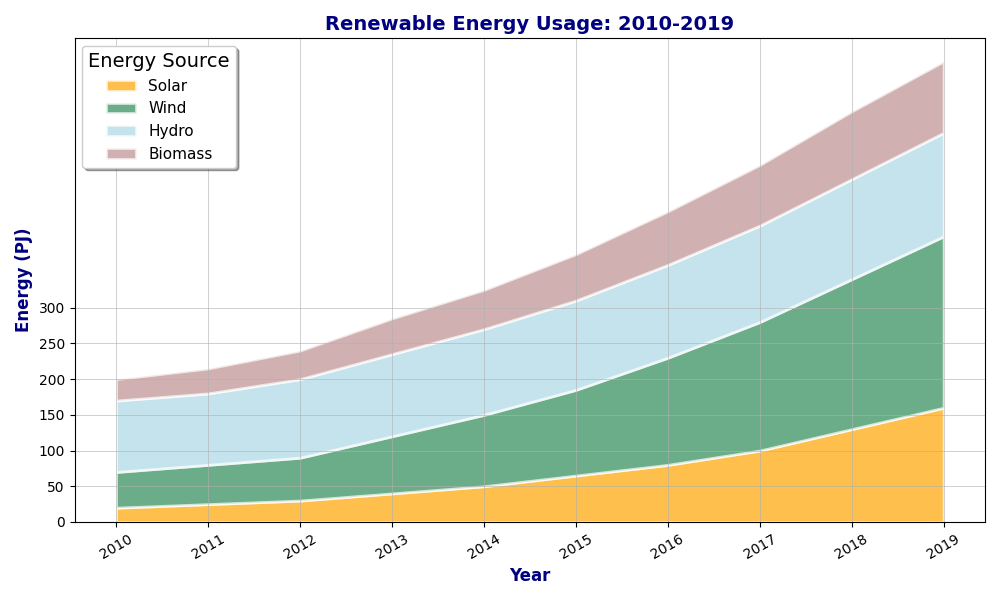 Renewable Energy Usage: 2010-2019
Energy Source
Solar
Wind
Hydro
Biomass
Energy (PJ)
300
250
200
150
100
50
0
2010 2011 2012 2013 2014 2015 2016 2017 2018 2019
Year